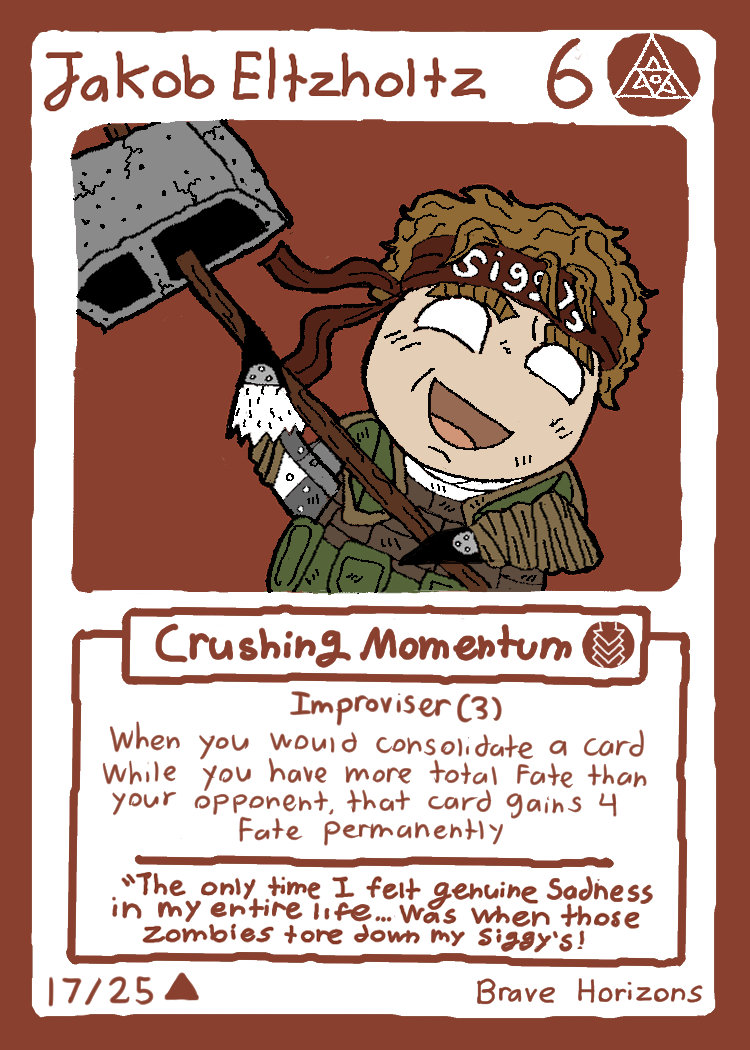 Jakob Eltzholtz 6
Siggys
Crushing Momentum
Improviser (3)
When you would consolidate a card
While you have more total Fate than
your opponent, that card gains 4
Fate permanently
"The only time I felt genuine Sadness
in my entire life... Was when those
zombies tore down my Siggy's!
17/25
Brave Horizons